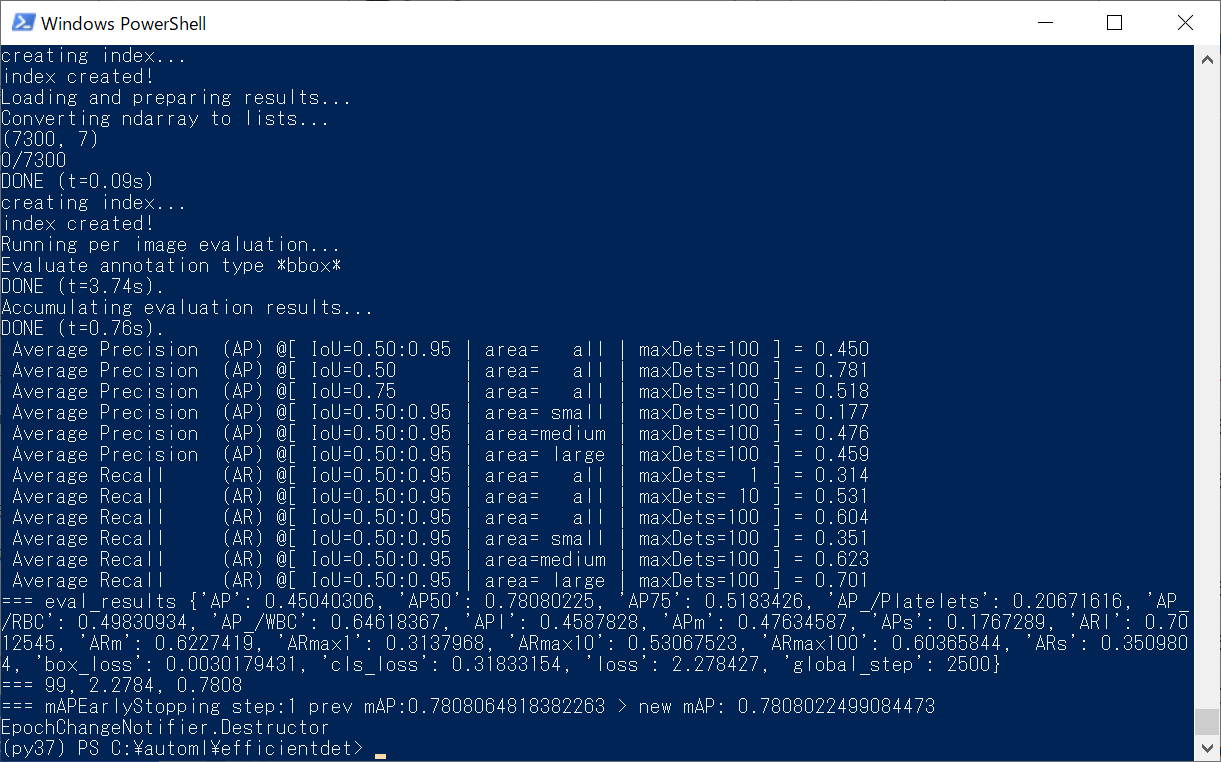 Windows PowerShell
creating index...
index created!
Loading and preparing results...
Converting ndarray to lists...
(7300, 7)
0/7300
DONE (t=0.09s)
creating index...
index created!
Running per image evaluation...
Evaluate annotation type *bbox*
DONE (t=3.74s).
Accumulating evaluation results...
DONE (t=0.76s).
 Average Precision  (AP) @[ IoU=0.50:0.95 | area=   all | maxDets=100 ] = 0.450
 Average Precision  (AP) @[ IoU=0.50      | area=   all | maxDets=100 ] = 0.781
 Average Precision  (AP) @[ IoU=0.75      | area=   all | maxDets=100 ] = 0.518
 Average Precision  (AP) @[ IoU=0.50:0.95 | area= small | maxDets=100 ] = 0.177
 Average Precision  (AP) @[ IoU=0.50:0.95 | area=medium | maxDets=100 ] = 0.476
 Average Precision  (AP) @[ IoU=0.50:0.95 | area= large | maxDets=100 ] = 0.459
 Average Recall     (AR) @[ IoU=0.50:0.95 | area=   all | maxDets=  1 ] = 0.314
 Average Recall     (AR) @[ IoU=0.50:0.95 | area=   all | maxDets= 10 ] = 0.531
 Average Recall     (AR) @[ IoU=0.50:0.95 | area=   all | maxDets=100 ] = 0.604
 Average Recall     (AR) @[ IoU=0.50:0.95 | area= small | maxDets=100 ] = 0.351
 Average Recall     (AR) @[ IoU=0.50:0.95 | area=medium | maxDets=100 ] = 0.623
 Average Recall     (AR) @[ IoU=0.50:0.95 | area= large | maxDets=100 ] = 0.701
=== eval_results {'AP': 0.45040306, 'AP50': 0.78080225, 'AP75': 0.5183426, 'AP_/Platelets': 0.20671616, 'AP_
/RBC': 0.49830934, 'AP_/WBC': 0.64618367, 'APl': 0.4587828, 'APm': 0.47634587, 'APs': 0.1767289, 'ARl': 0.70
12545, 'ARm': 0.6227419, 'ARmax1': 0.3137968, 'ARmax10': 0.53067523, 'ARmax100': 0.60365844, 'ARs': 0.350980
4, 'box_loss': 0.0030179431, 'cls_loss': 0.31833154, 'loss': 2.278427, 'global_step': 2500}
=== 99, 2.2784, 0.7808
=== mAPEarlyStopping step:1 prev mAP:0.7808064818382263 > new mAP: 0.7808022499084473
EpochChangeNotifier.Destructor
(py37) PS C:¥automl¥efficientdet>